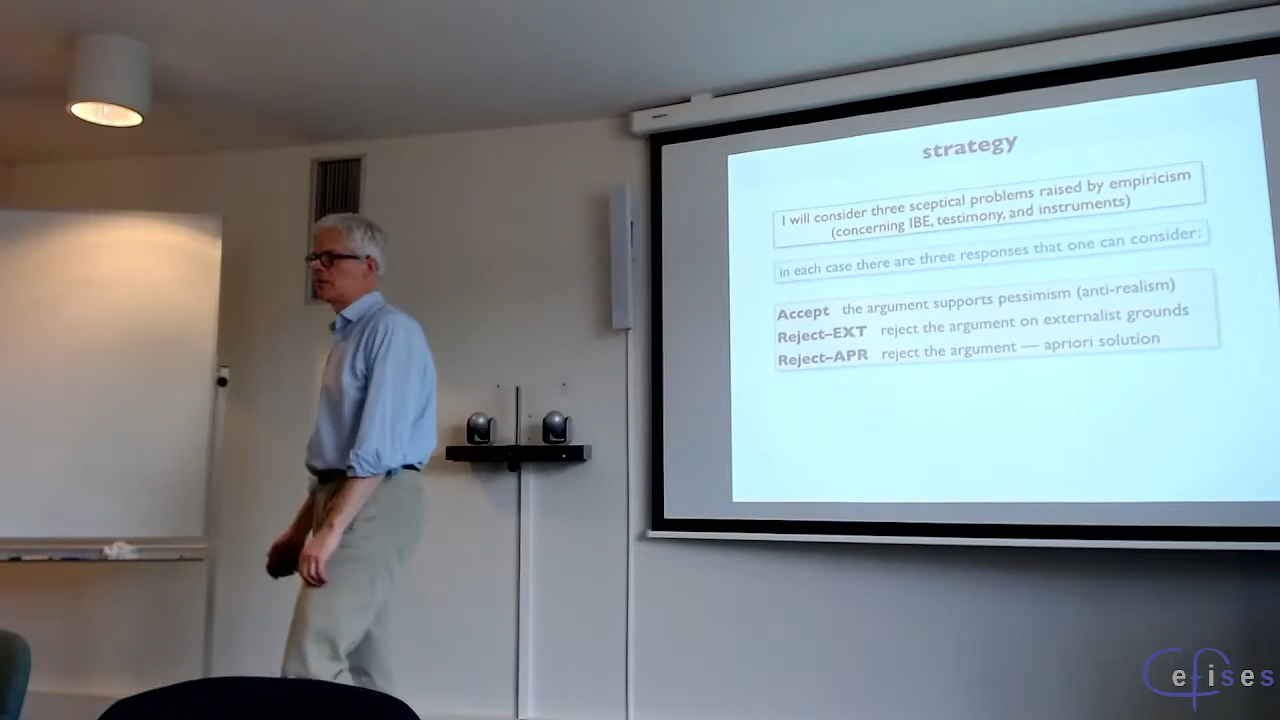 strategy
I will consider three sceptical problems raised by empiricism
(concerning IBE, testimony, and instruments)
in each case there are three responses that one can consider:
Accept the argument supports pessimism (anti-realism)
Reject–EXT reject the argument on externalist grounds
Reject–APR reject the argument — apriori solution
Cefises